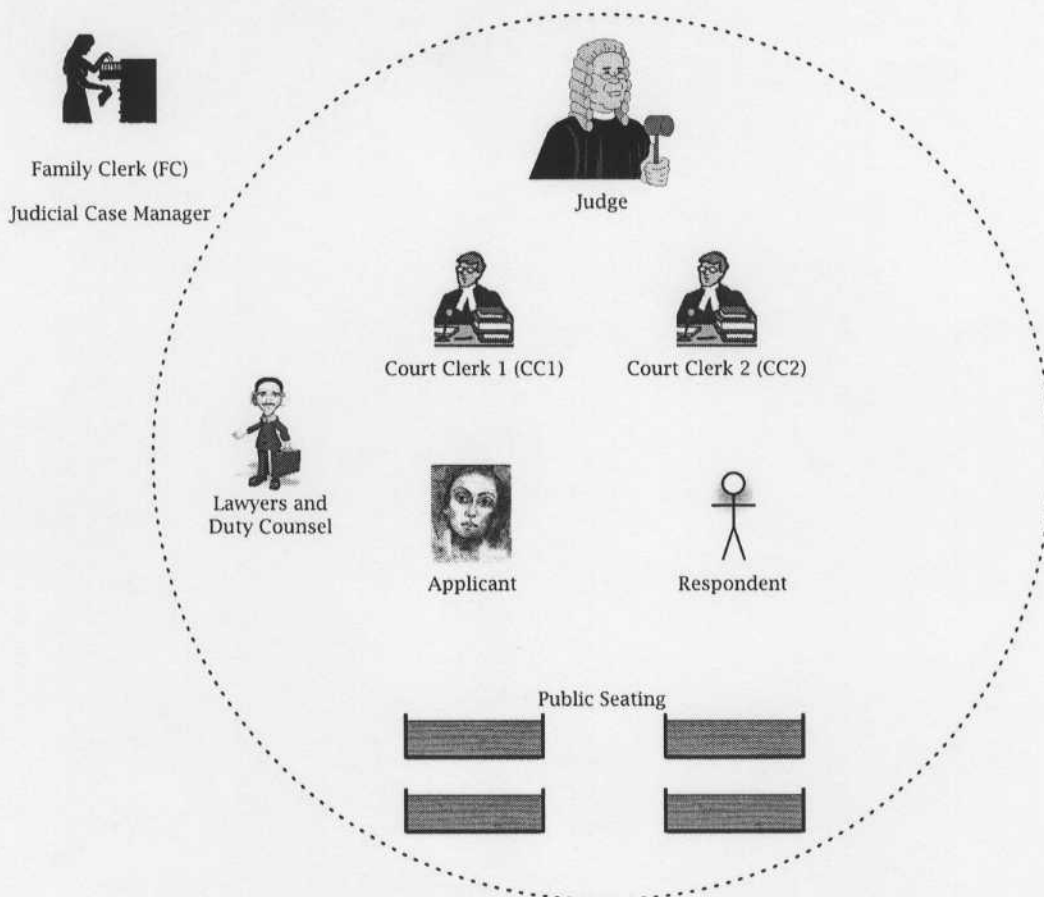 Family Clerk (FC)
Judicial Case Manager
Judge
Court Clerk 1 (CC1)
Court Clerk 2 (CC2)
Lawyers and
Duty Counsel
Applicant
Respondent
Public Seating